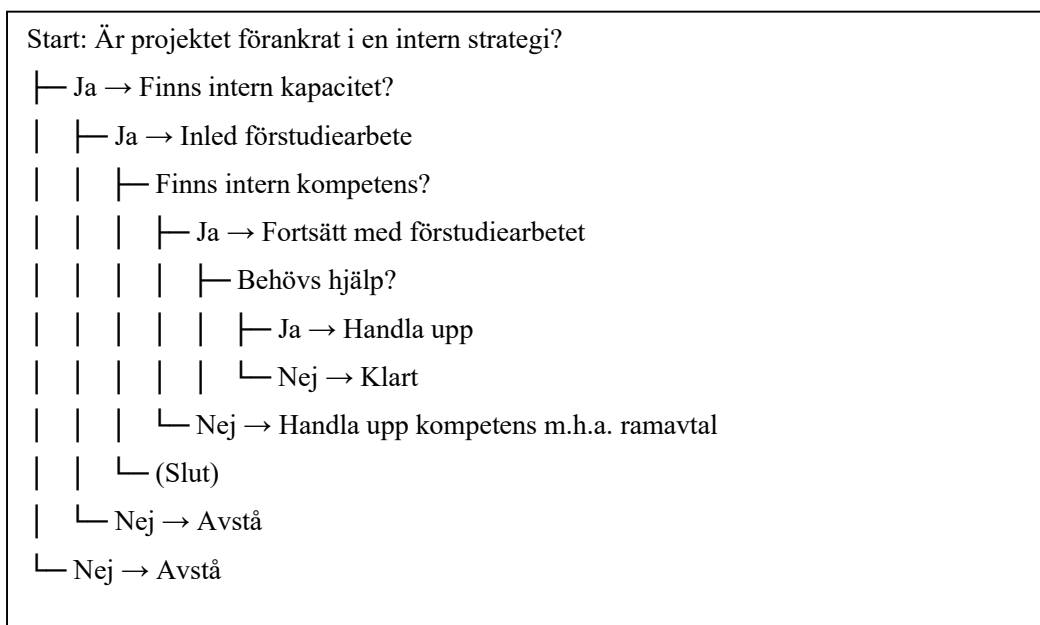 Start: Är projektet förankrat i en intern strategi?
├─ Ja → Finns intern kapacitet?
│ ├─ Ja → Inled förstudiearbete
│ │ ├─ Finns intern kompetens?
│ │ │ ├─ Ja → Fortsätt med förstudiearbetet
│ │ │ │ ├─ Behövs hjälp?
│ │ │ │ │ ├─ Ja → Handla upp
│ │ │ │ │ └─ Nej → Klart
│ │ │ └─ Nej → Handla upp kompetens m.h.a. ramavtal
│ │ └─ (Slut)
│ └─ Nej → Avstå
└─ Nej → Avstå